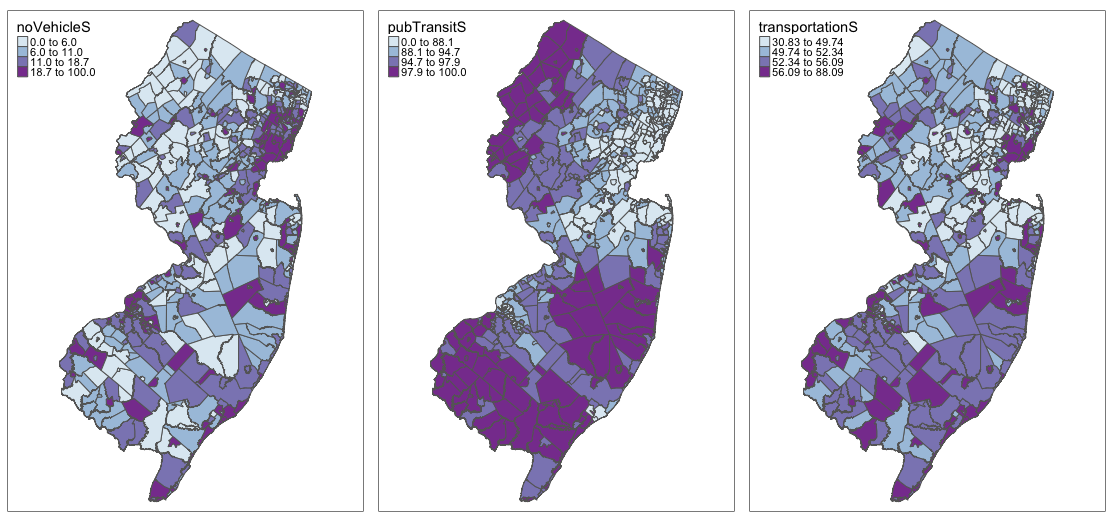 noVehicleS
0.0 to 6.0
6.0 to 11.0
11.0 to 18.7
18.7 to 100.0
pubTransitS
0.0 to 88.1
88.1 to 94.7
94.7 to 97.9
97.9 to 100.0
transportationS
30.83 to 49.74
49.74 to 52.34
52.34 to 56.09
56.09 to 88.09